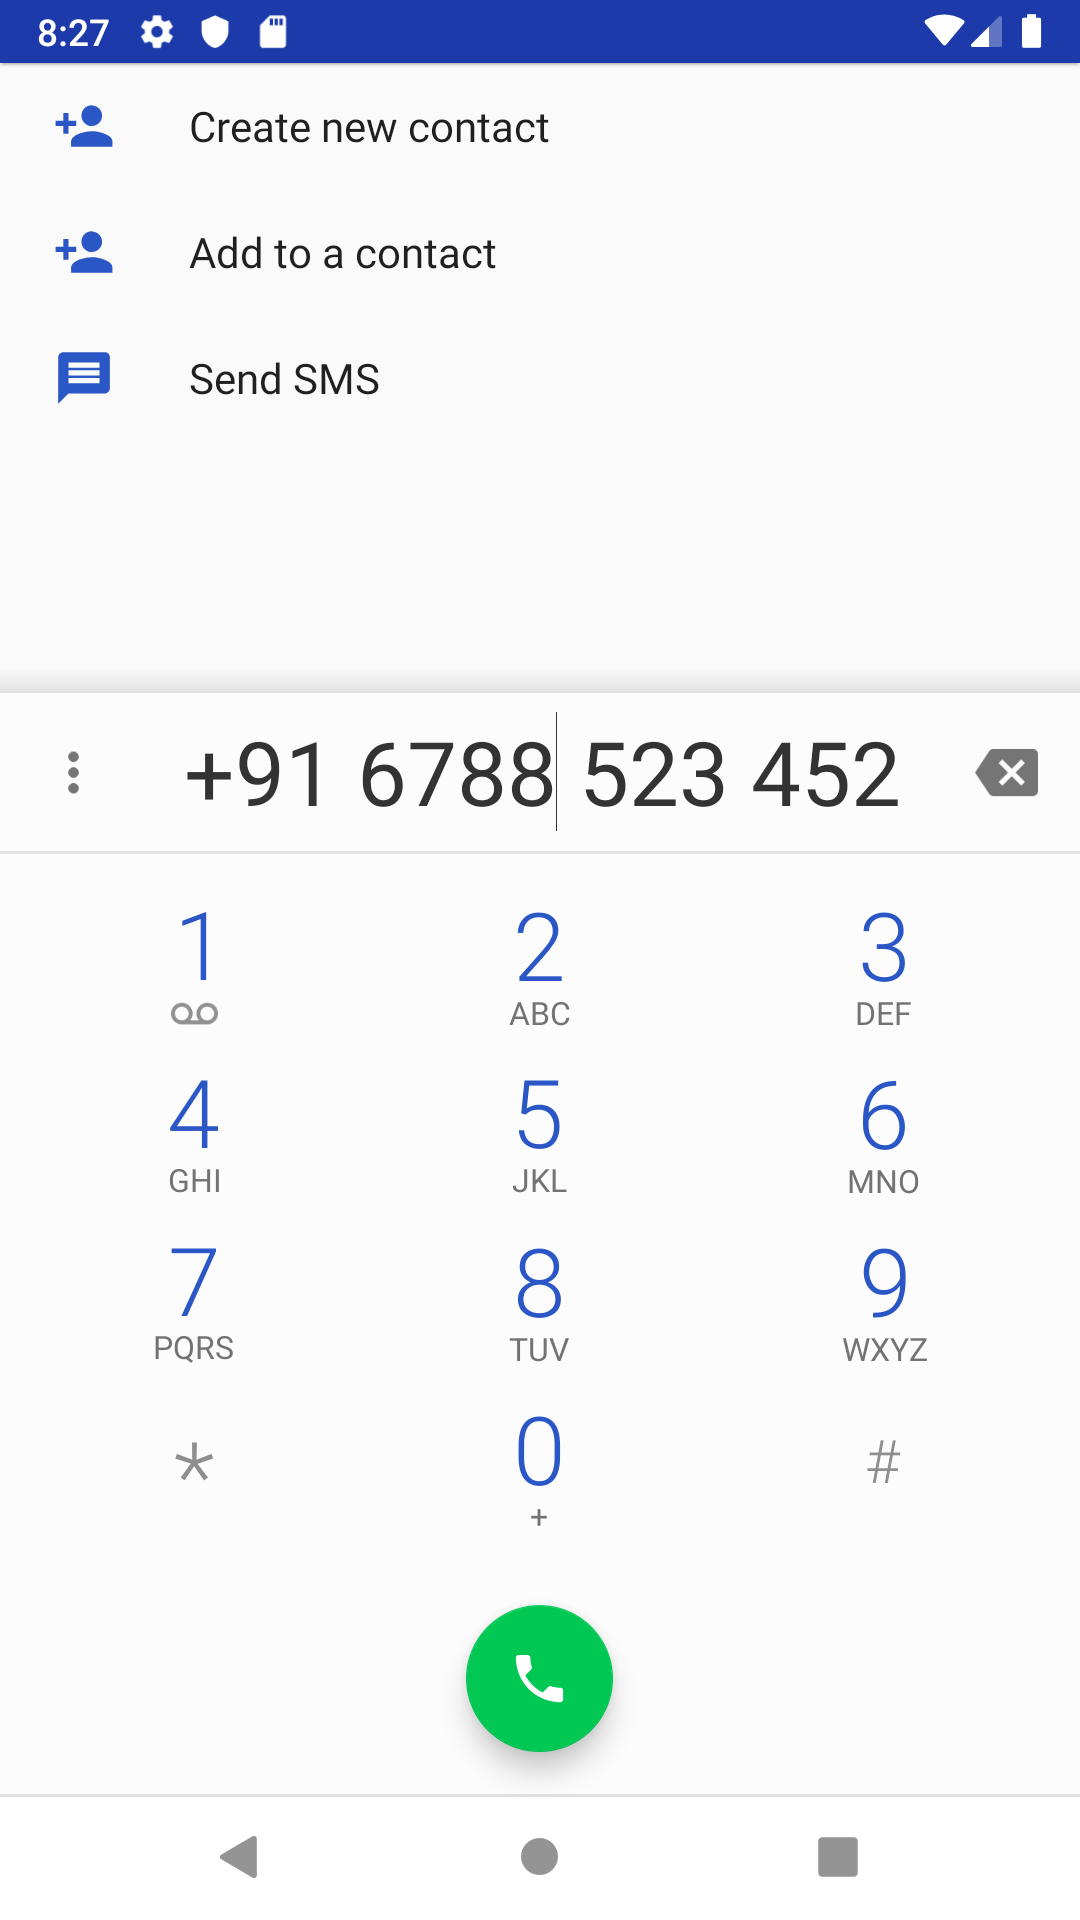 8:27
Create new contact
Add to a contact
Send SMS
+91 6788 523 452
1 2 3
ABC DEF
4 5 6
GHI JKL MNO
7 8 9
PQRS TUV WXYZ
* 0 #
+